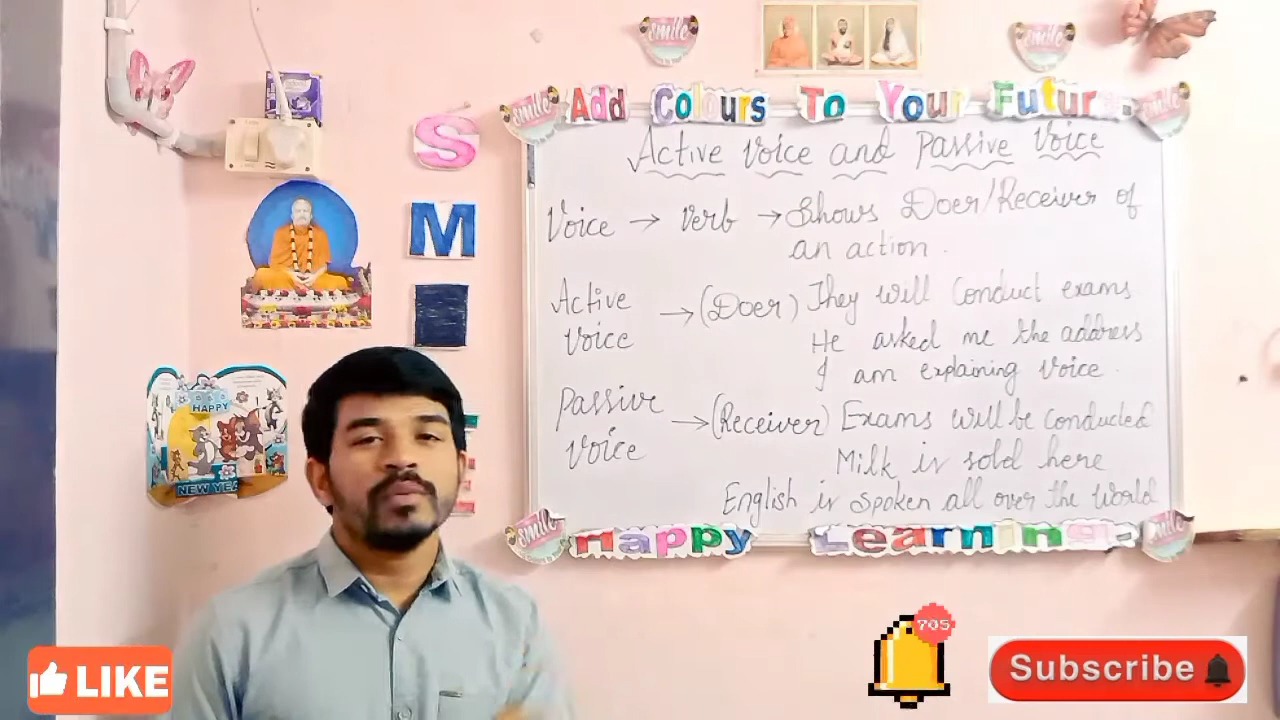 Add Colours To Your Future
smile
smile
smile
smile
Active Voice and Passive Voice
Voice → Verb → Shows Doer/Receiver of
an action.
Active
Voice
→ (Doer) They will Conduct exams
He asked me the address
I am explaining Voice.
Passive
Voice
→ (Receiver) Exams will be conducted
Milk is sold here
English is spoken all over the World
smile
Happy Learning
smile
S
M
HAPPY
NEW YEA
LIKE
705
Subscribe